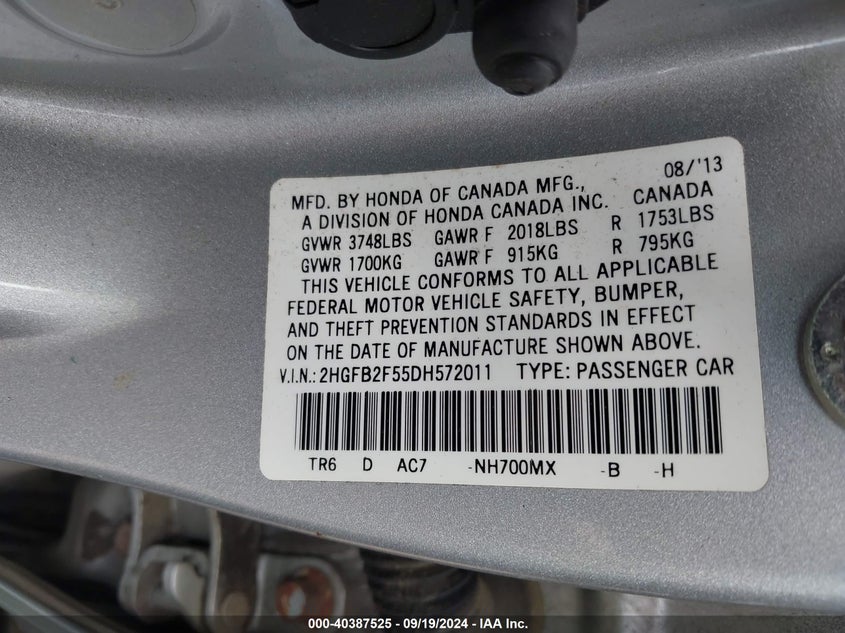 08/'13
MFD. BY HONDA OF CANADA MFG.,
A DIVISION OF HONDA CANADA INC. CANADA
GVWR 3748LBS GAWR F 2018LBS R 1753LBS
GVWR 1700KG GAWR F 915KG R 795KG
THIS VEHICLE CONFORMS TO ALL APPLICABLE
FEDERAL MOTOR VEHICLE SAFETY, BUMPER,
AND THEFT PREVENTION STANDARDS IN EFFECT
ON THE DATE OF MANUFACTURE SHOWN ABOVE.
V.I.N.: 2HGFB2F55DH572011 TYPE: PASSENGER CAR
TR6 D AC7 -NH700MX -B -H
000-40387525 - 09/19/2024 - IAA Inc.